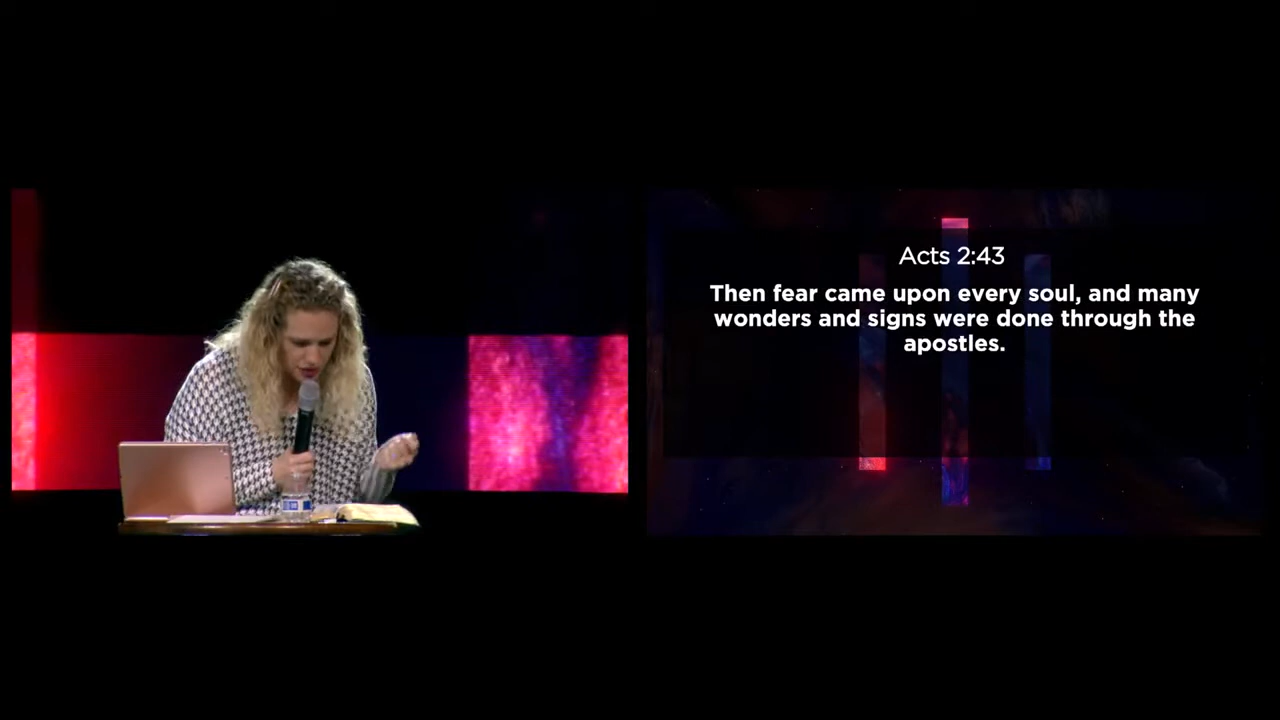 Acts 2:43
Then fear came upon every soul, and many
wonders and signs were done through the
apostles.